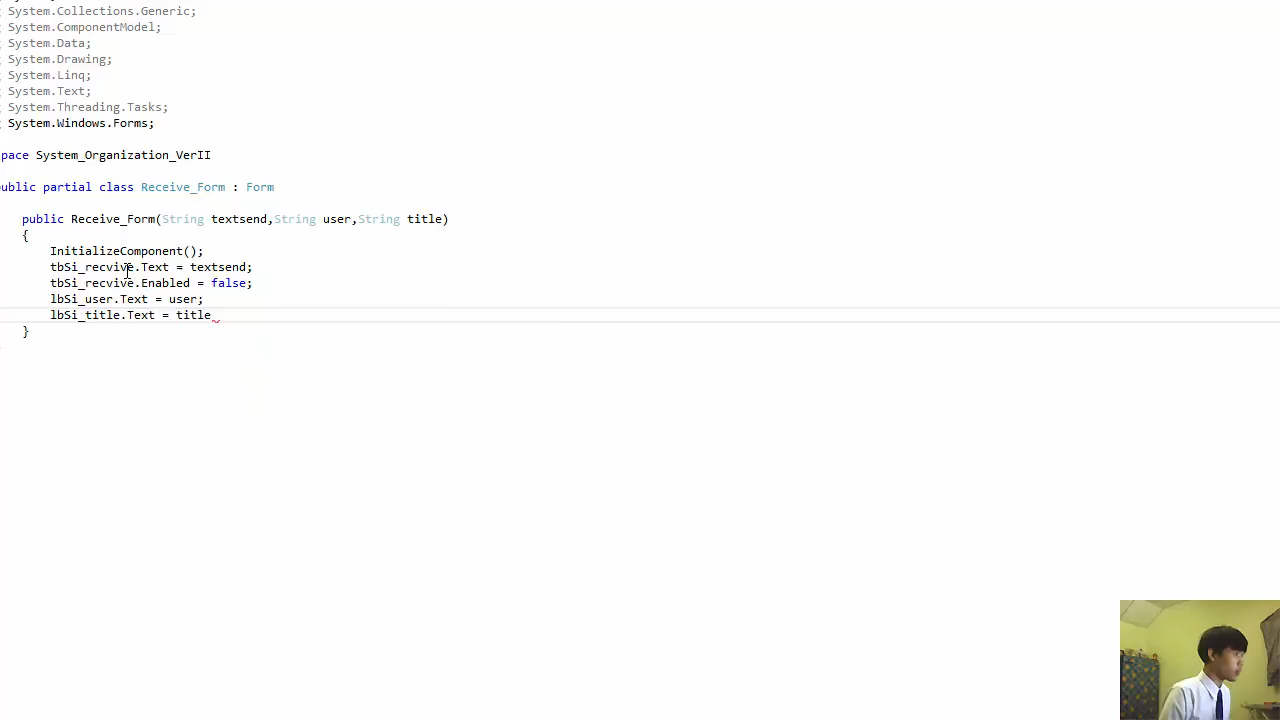 System.Collections.Generic;
System.ComponentModel;
System.Data;
System.Drawing;
System.Linq;
System.Text;
System.Threading.Tasks;
System.Windows.Forms;
pace System_Organization_VerII
ublic partial class Receive_Form : Form
public Receive_Form(String textsend,String user,String title)
{
InitializeComponent();
tbSi_recvive.Text = textsend;
tbSi_recvive.Enabled = false;
lbSi_user.Text = user;
lbSi_title.Text = title
}